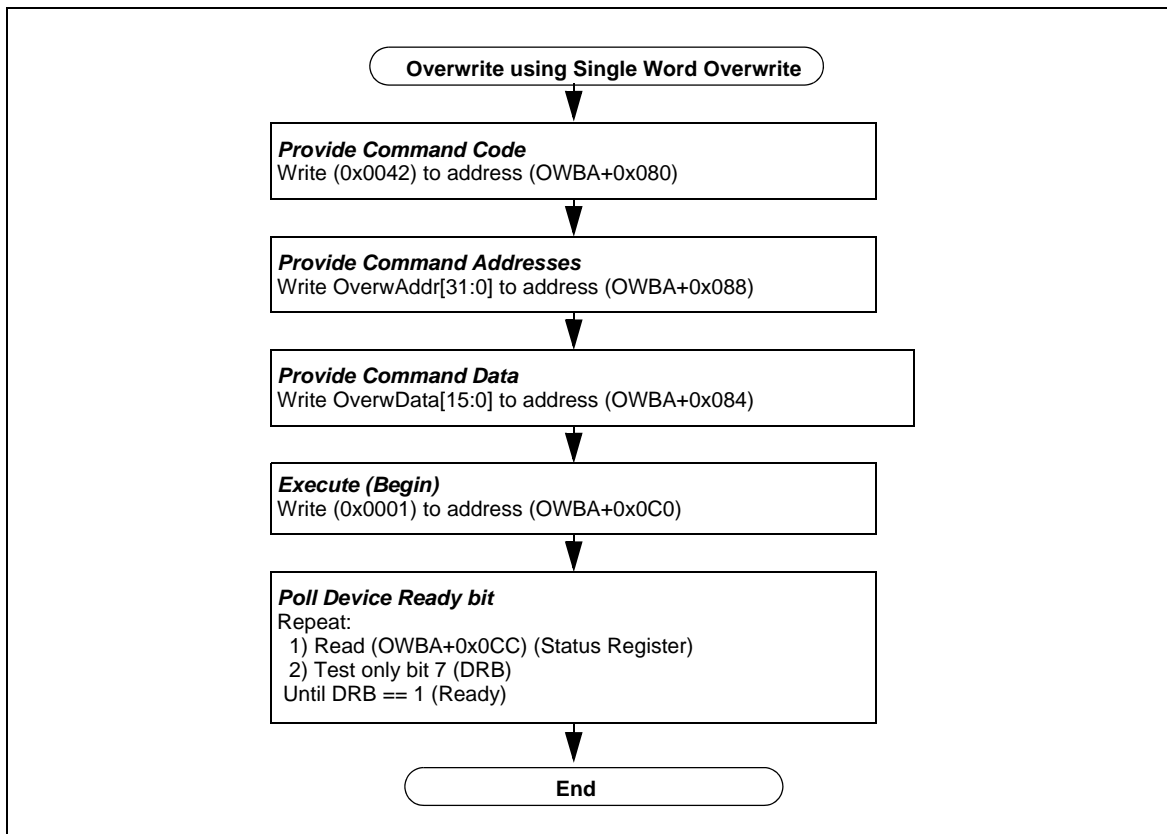 Overwrite using Single Word Overwrite
Provide Command Code
Write (0x0042) to address (OWBA+0x080)
Provide Command Addresses
Write OverwAddr[31:0] to address (OWBA+0x088)
Provide Command Data
Write OverwData[15:0] to address (OWBA+0x084)
Execute (Begin)
Write (0x0001) to address (OWBA+0x0C0)
Poll Device Ready bit
Repeat:
1) Read (OWBA+0x0CC) (Status Register)
2) Test only bit 7 (DRB)
Until DRB == 1 (Ready)
End